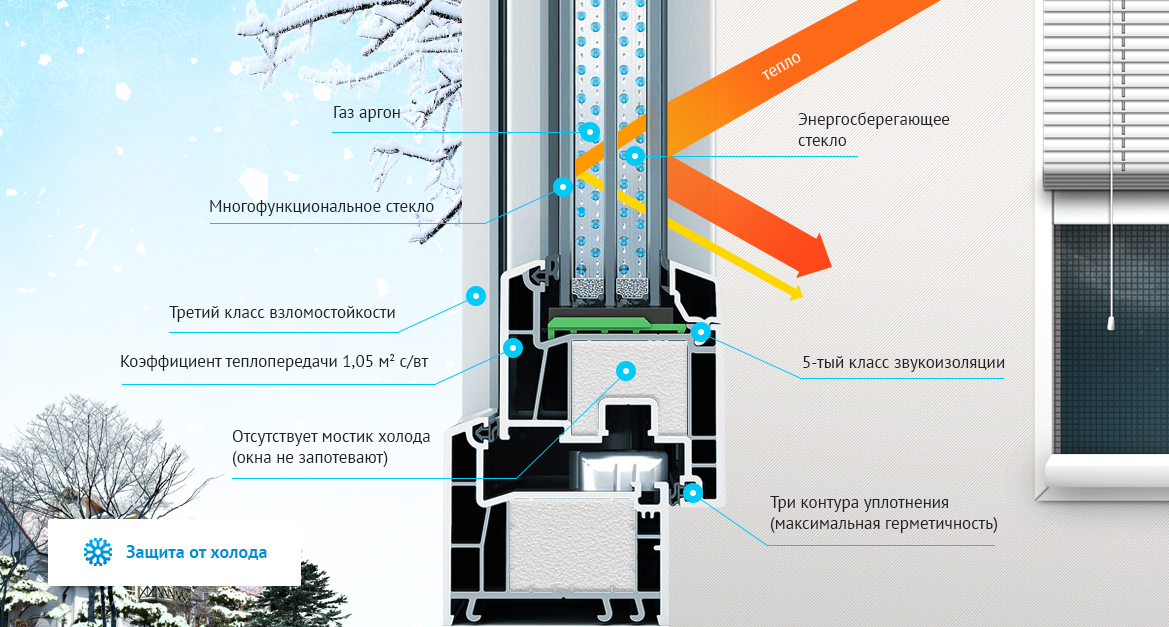 тепло
Газ аргон
Энергосберегающее
стекло
Многофункциональное стекло
Третий класс взломостойкости
Коэффициент теплопередачи 1,05 м² с/вт
5-тый класс звукоизоляции
Отсутствует мостик холода
(окна не запотевают)
Три контура уплотнения
(максимальная герметичность)
Защита от холода